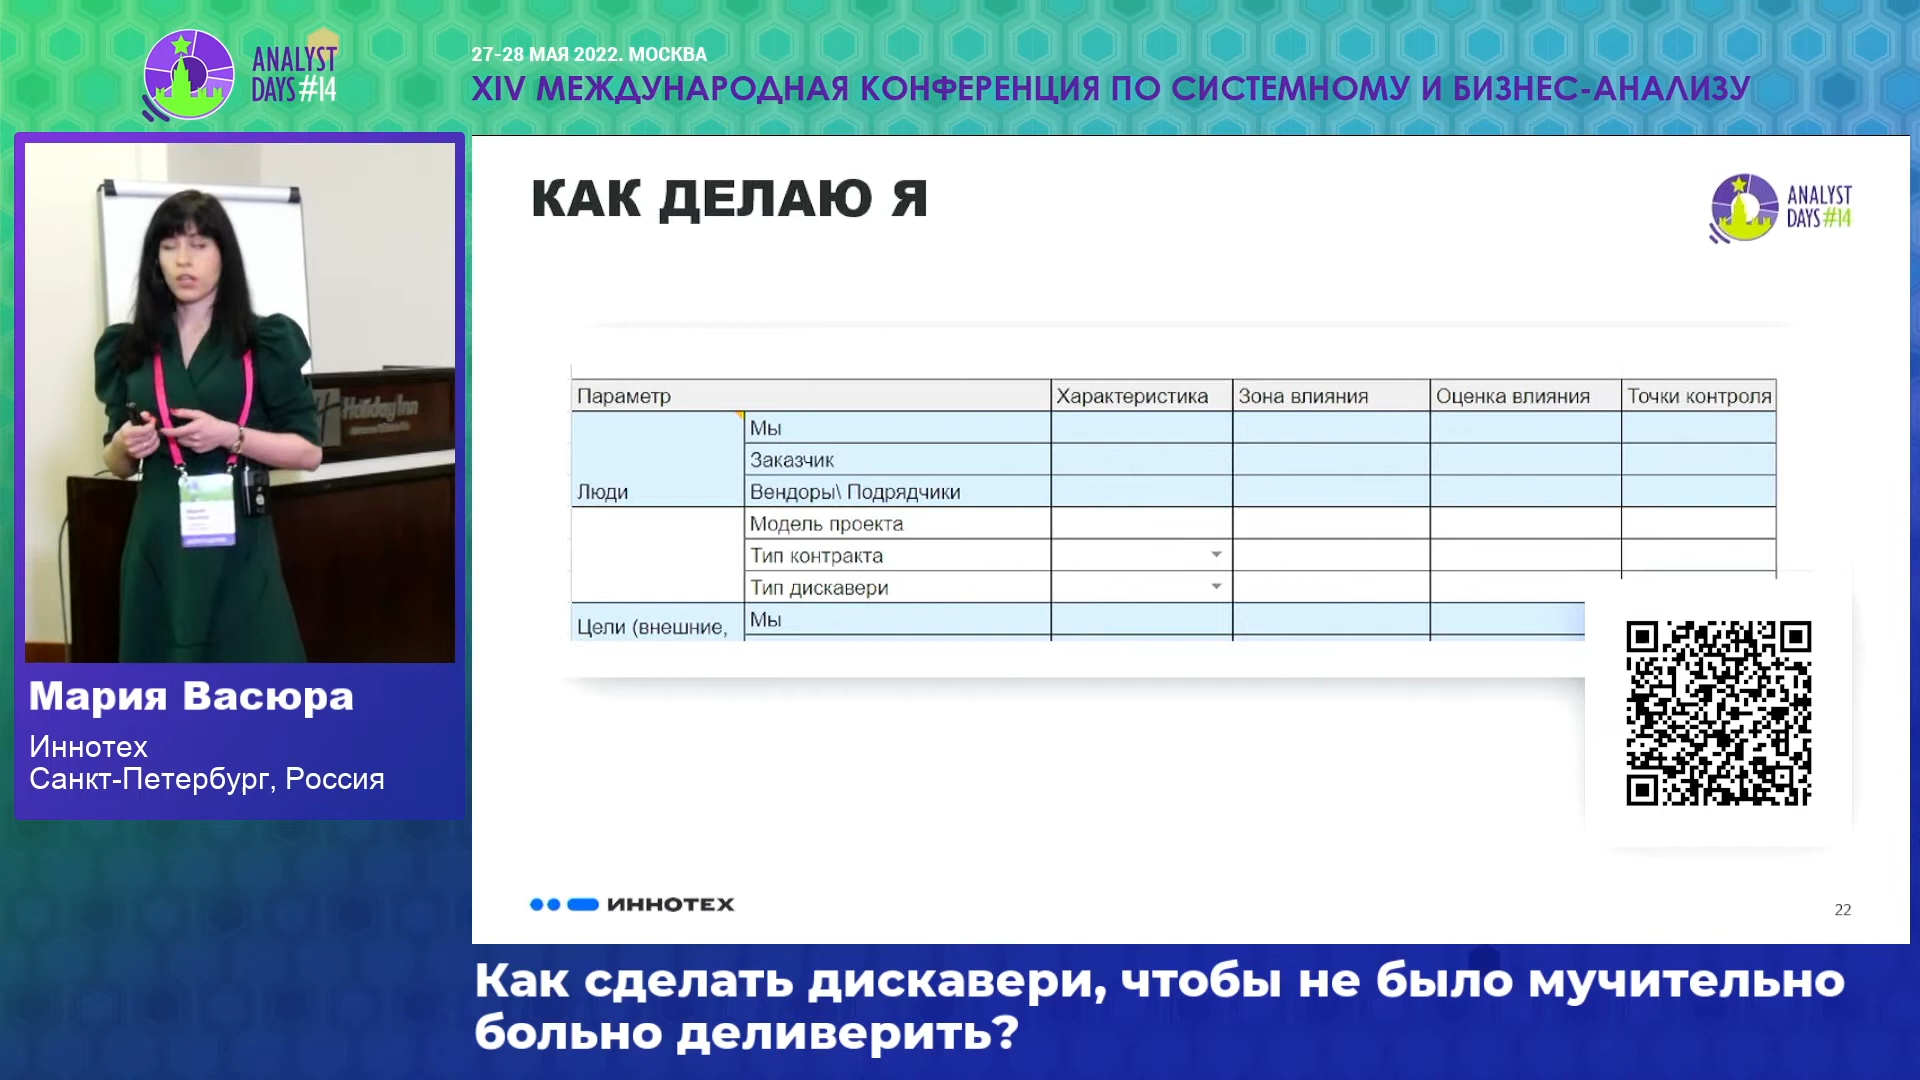 ANALYST
DAYS#14
27-28 МАЯ 2022. МОСКВА
XIV МЕЖДУНАРОДНАЯ КОНФЕРЕНЦИЯ ПО СИСТЕМНОМУ И БИЗНЕС-АНАЛИЗУ
Holiday Inn
Мария Васюра
Иннотех
Санкт-Петербург, Россия
КАК ДЕЛАЮ Я
ANALYST
DAYS#14
Параметр Характеристика Зона влияния Оценка влияния Точки контроля
Мы
Заказчик
Люди Вендоры\ Подрядчики
Модель проекта
Тип контракта
Тип дискавери
Цели (внешние, Мы
ИННОТЕХ
22
Как сделать дискавери, чтобы не было мучительно
больно деливерить?